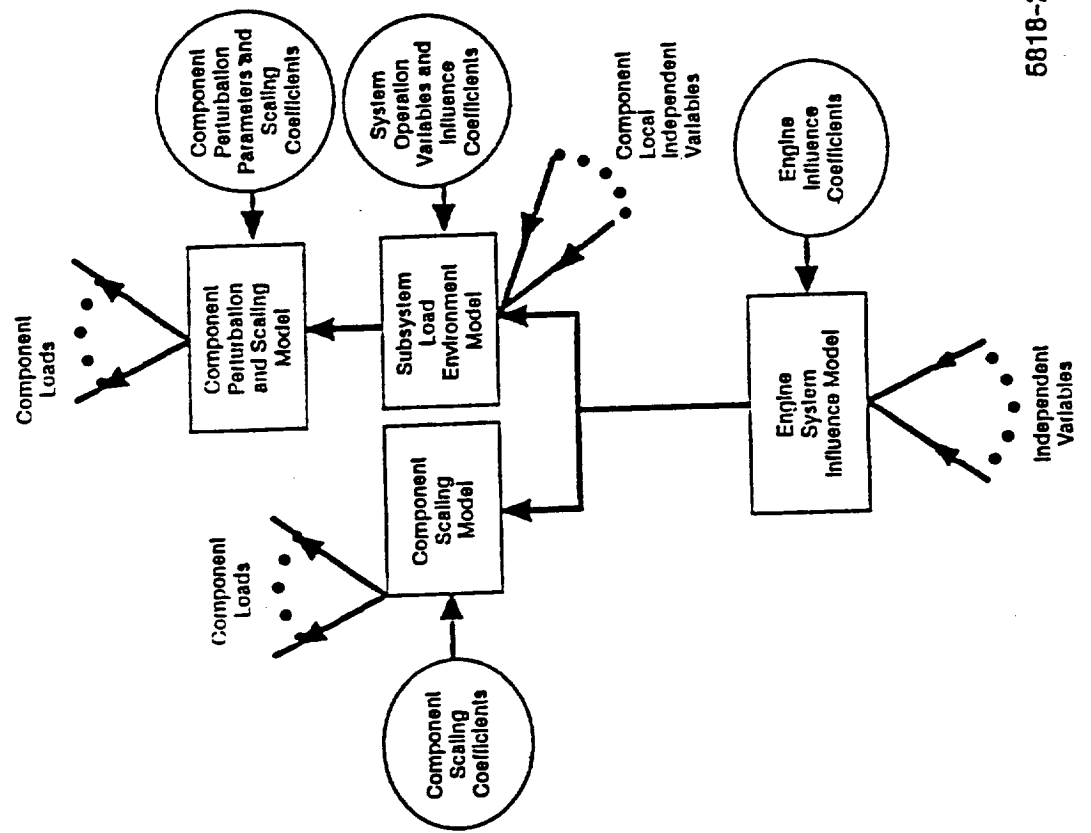 Component
Loads
Component
Perturbation
and Scaling
Model
Component
Perturbation
Parameters and
Scaling
Coefficients
Component
Loads
Component
Scaling
Model
Subsystem
Load
Environment
Model
System
Operation
Variables and
Influence
Coefficients
Component
Scaling
Coefficients
Component
Local
Independent
Variables
Engine
System
Influence Model
Engine
Influence
Coefficients
Independent
Variables